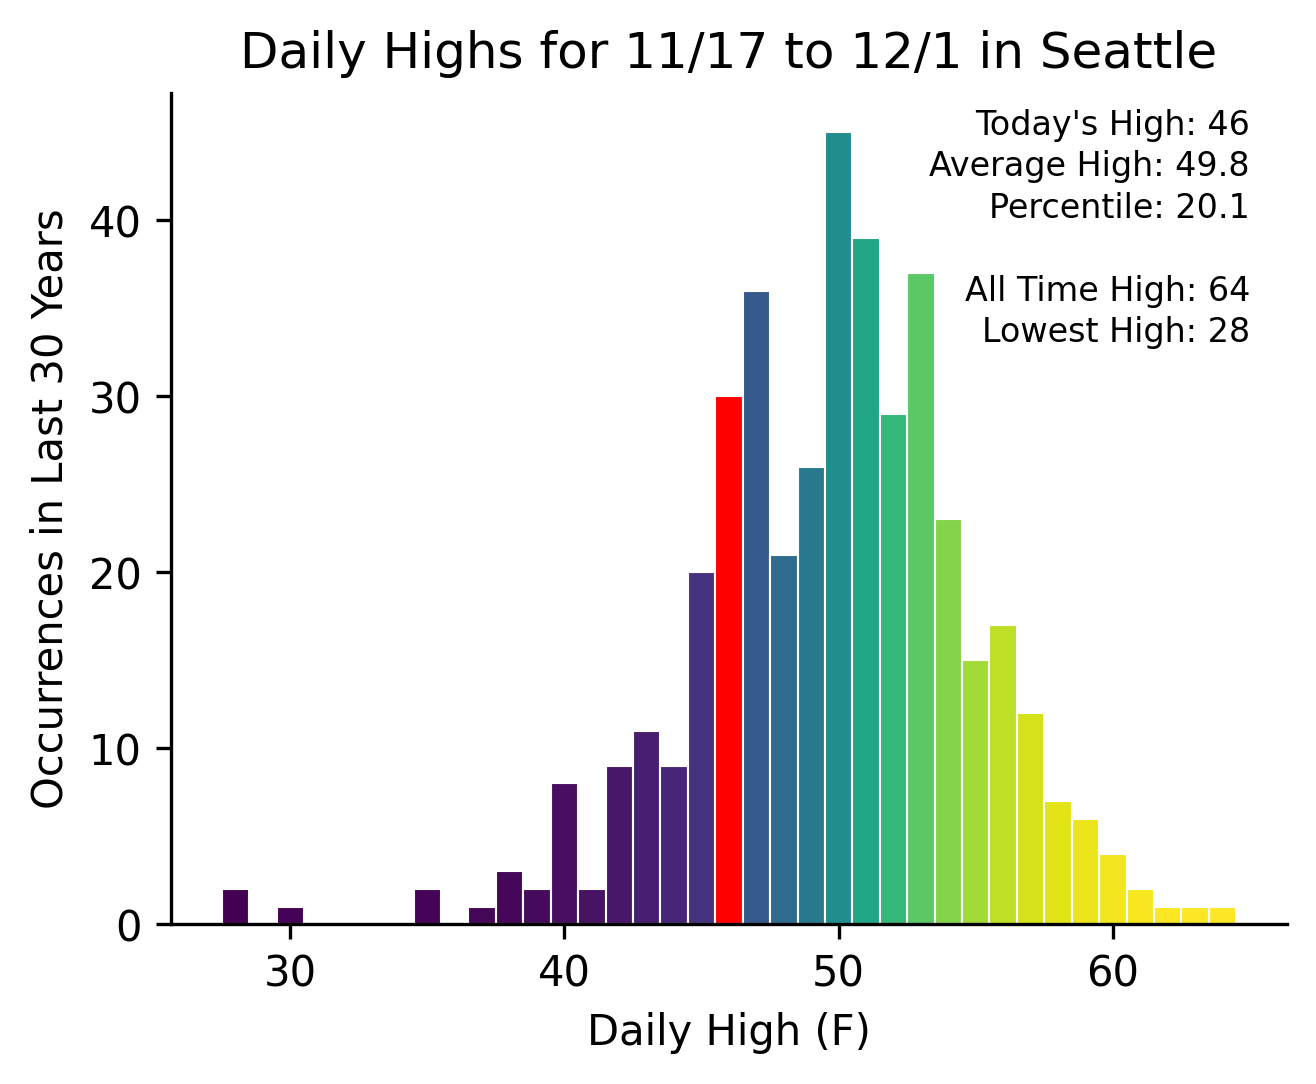 Daily Highs for 11/17 to 12/1 in Seattle
Today's High: 46
Average High: 49.8
Percentile: 20.1
All Time High: 64
Lowest High: 28
Occurrences in Last 30 Years
40
30
20
10
0
30 40 50 60
Daily High (F)